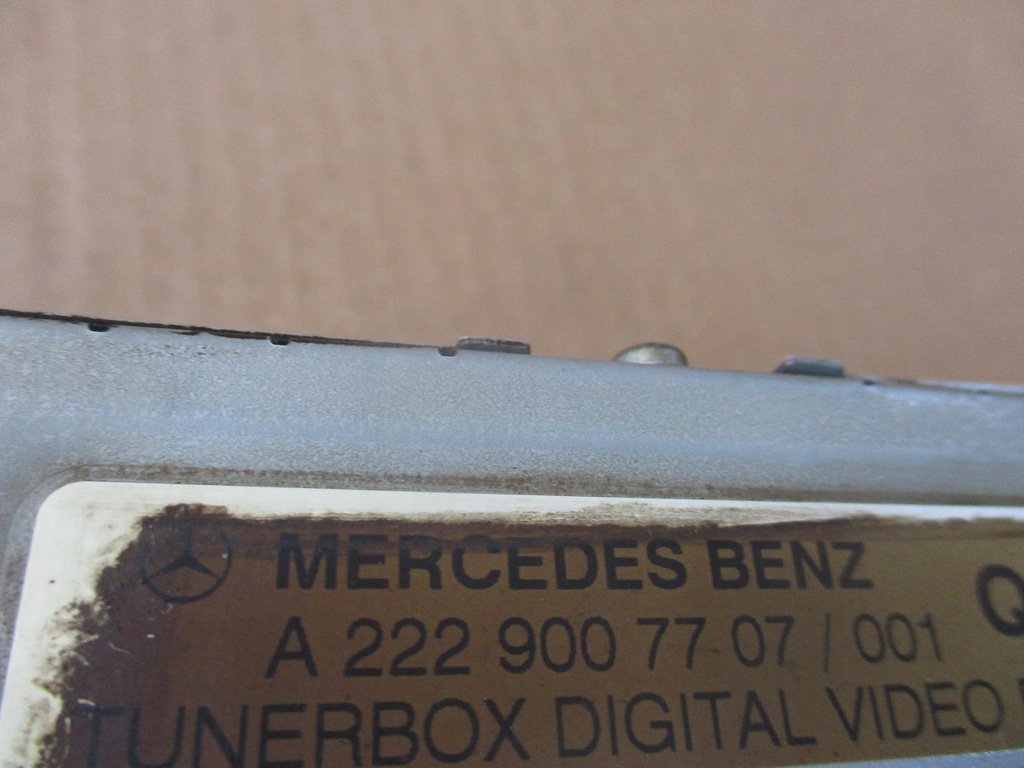 MERCEDES BENZ
Q
A 222 900 77 07 / 001
TUNERBOX DIGITAL VIDEO